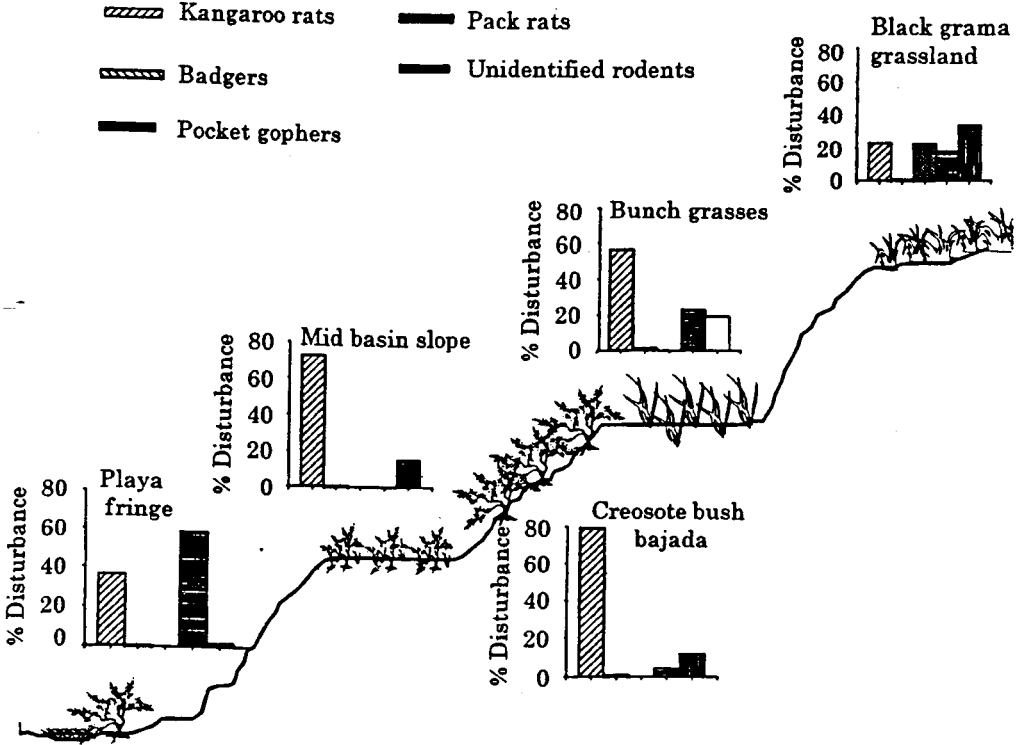 Kangaroo rats
Badgers
Pocket gophers
Pack rats
Unidentified rodents
Black grama
grassland
% Disturbance
80
60
40
20
0
Bunch grasses
% Disturbance
80
60
40
20
0
Mid basin slope
% Disturbance
80
60
40
20
0
Playa
fringe
% Disturbance
80
60
40
20
0
Creosote bush
bajada
% Disturbance
80
60
40
20
0